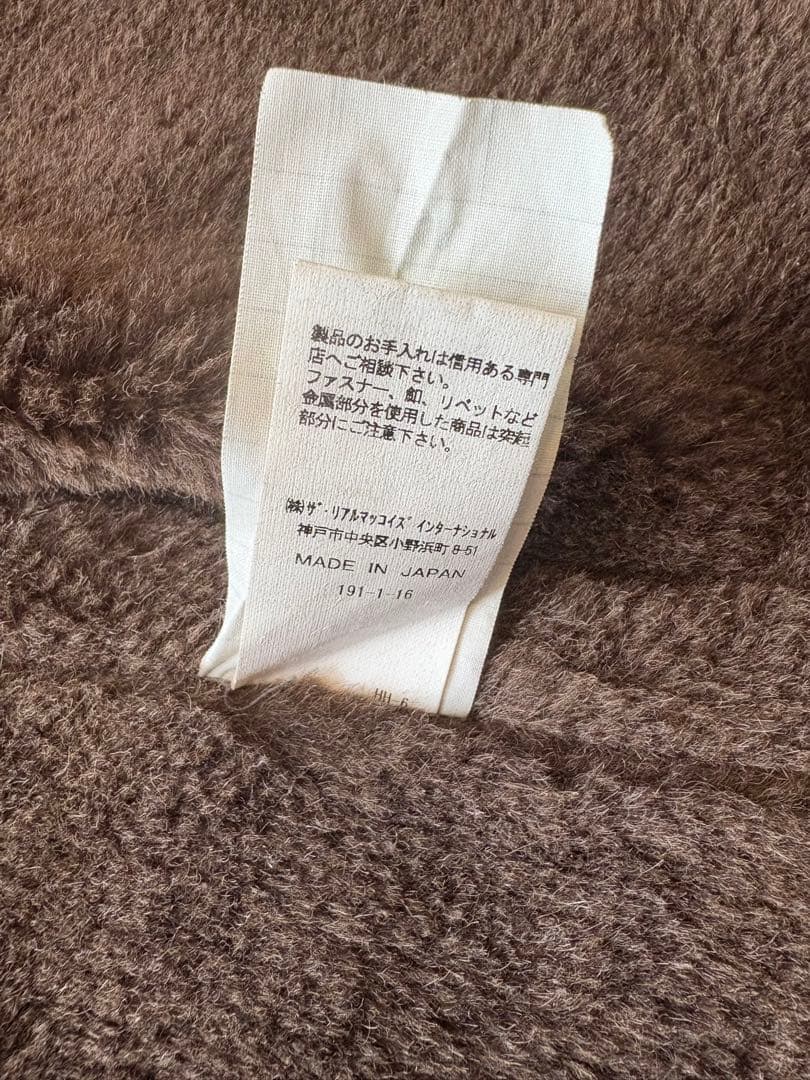 製品のお手入れは信用ある専門
店へご相談下さい。
ファスナー、釦、リベットなど
金属部分を使用した商品は突起
部分にご注意下さい。
㈱ザ・リアルマッコイズインターナショナル
神戸市中央区小野浜町8-51
MADE IN JAPAN
191-1-16
HH-6